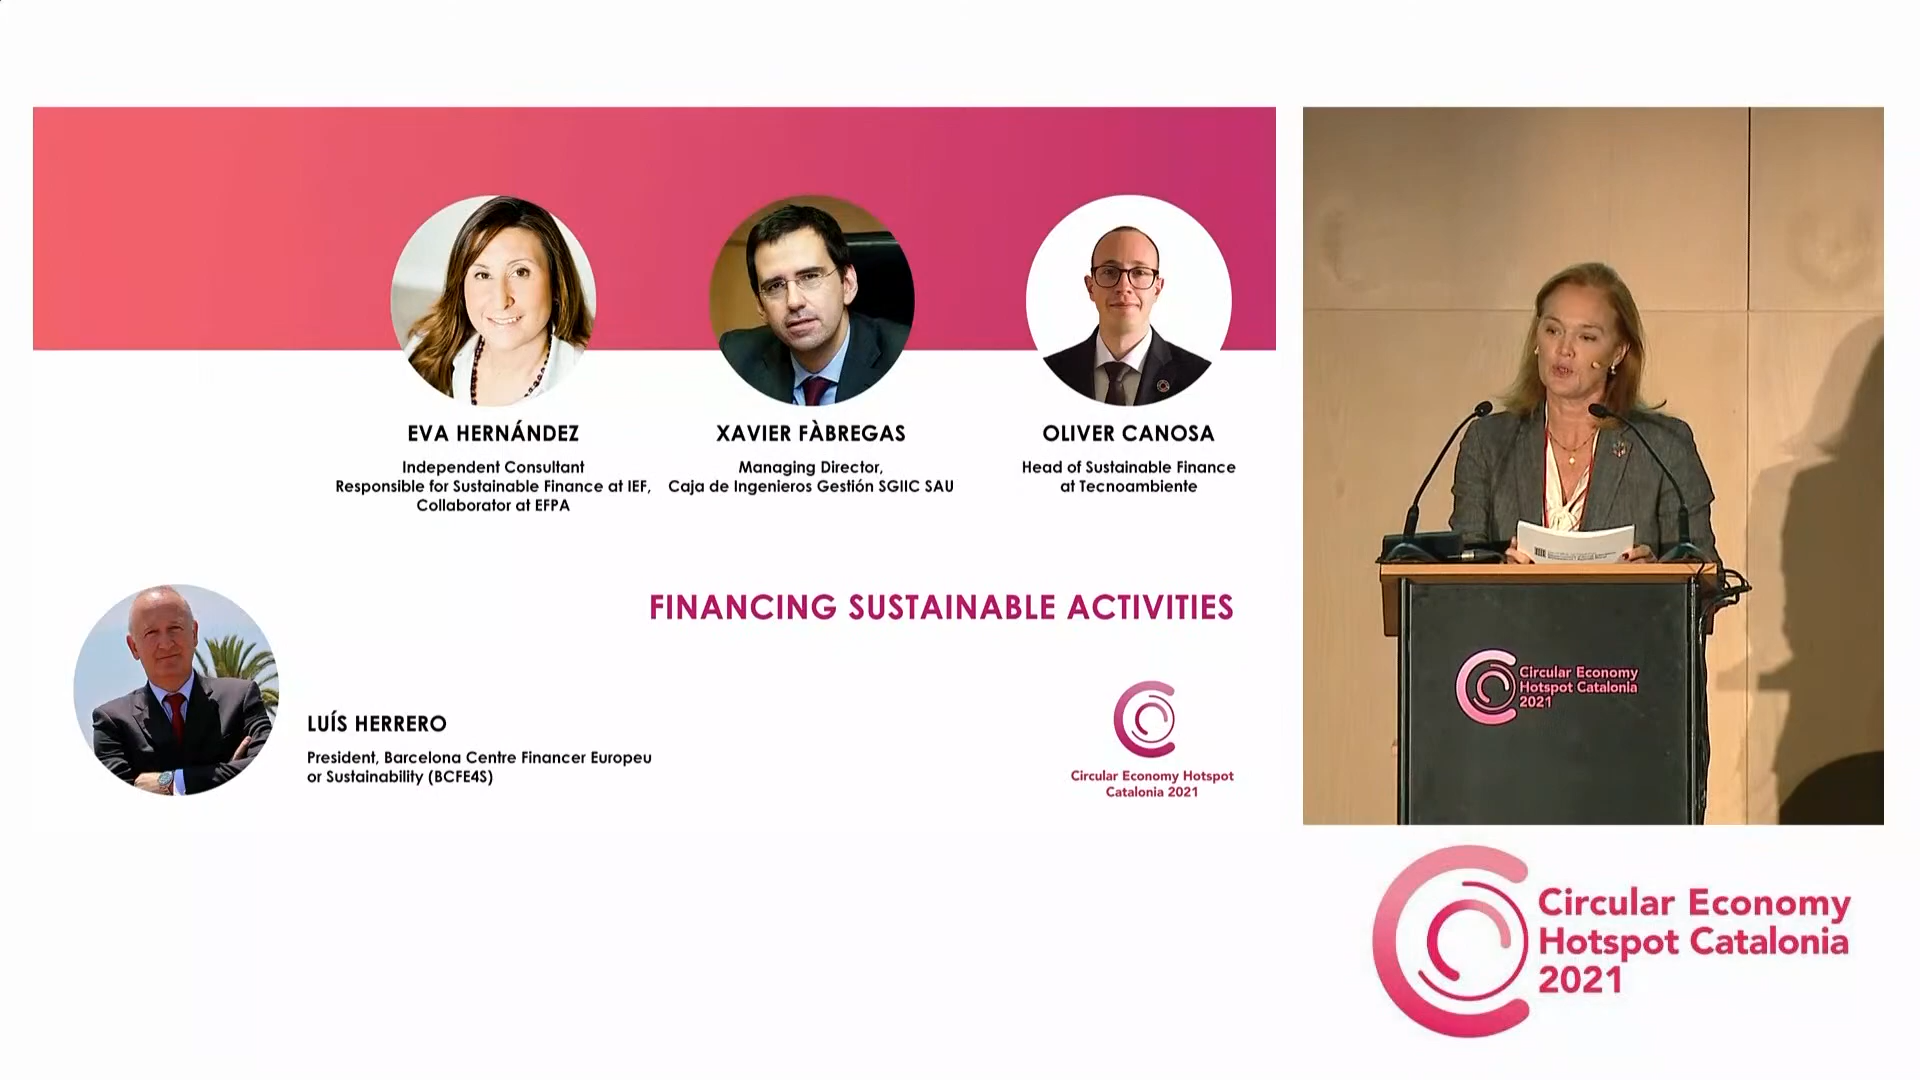 EVA HERNÁNDEZ
Independent Consultant
Responsible for Sustainable Finance at IEF,
Collaborator at EFPA
XAVIER FÀBREGAS
Managing Director,
Caja de Ingenieros Gestión SGIIC SAU
OLIVER CANOSA
Head of Sustainable Finance
at Tecnoambiente
FINANCING SUSTAINABLE ACTIVITIES
LUÍS HERRERO
President, Barcelona Centre Financer Europeu
or Sustainability (BCFE4S)
Circular Economy Hotspot
Catalonia 2021
Circular Economy
Hotspot Catalonia
2021
Circular Economy
Hotspot Catalonia
2021